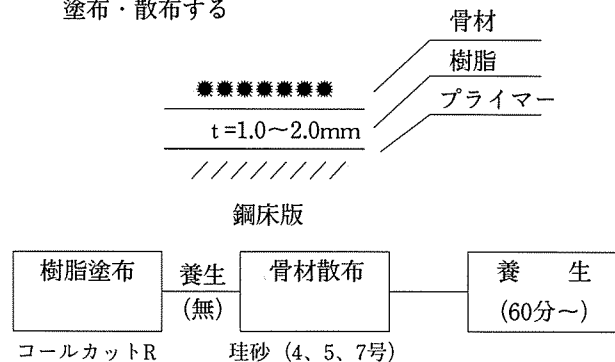 塗布・散布する
骨材
樹脂
プライマー
t=1.0～2.0mm
鋼床版
樹脂塗布
養生
(無)
骨材散布
養　生
(60分～)
コールカットR
珪砂（4、5、7号）